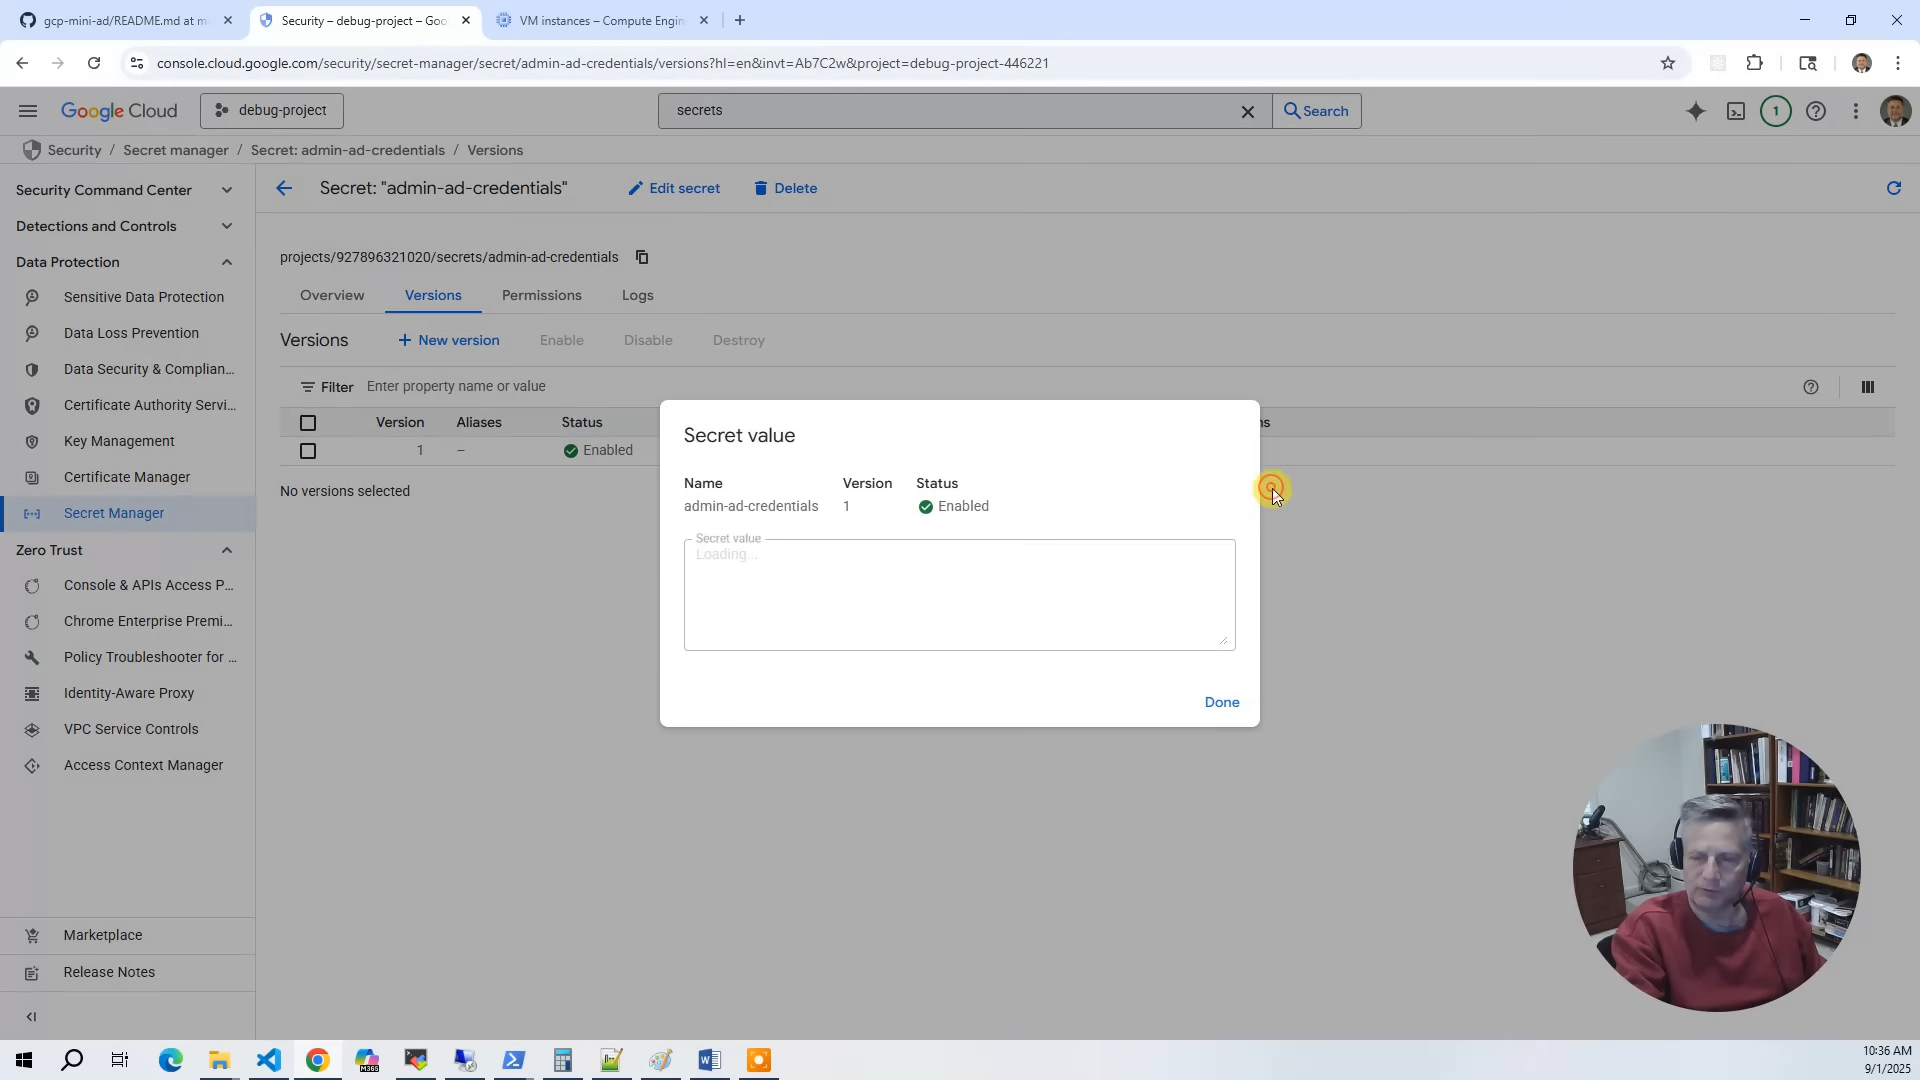 gcp-mini-ad/README.md at m
Security – debug-project – Goo
VM instances – Compute Engin
console.cloud.google.com/security/secret-manager/secret/admin-ad-credentials/versions?hl=en&invt=Ab7C2w&project=debug-project-446221
Google Cloud
debug-project
secrets
Search
1
Security / Secret manager / Secret: admin-ad-credentials / Versions
Security Command Center
Detections and Controls
Data Protection
Sensitive Data Protection
Data Loss Prevention
Data Security & Complian...
Certificate Authority Servi...
Key Management
Certificate Manager
Secret Manager
Zero Trust
Console & APIs Access P...
Chrome Enterprise Premi...
Policy Troubleshooter for ...
Identity-Aware Proxy
VPC Service Controls
Access Context Manager
Marketplace
Release Notes
Secret: "admin-ad-credentials"
Edit secret
Delete
projects/927896321020/secrets/admin-ad-credentials
Overview
Versions
Permissions
Logs
Versions
New version
Enable
Disable
Destroy
Filter
Enter property name or value
Version
Aliases
Status
1
–
Enabled
No versions selected
Secret value
Name
Version
Status
admin-ad-credentials
1
Enabled
Secret value
Loading...
Done
10:36 AM
9/1/2025